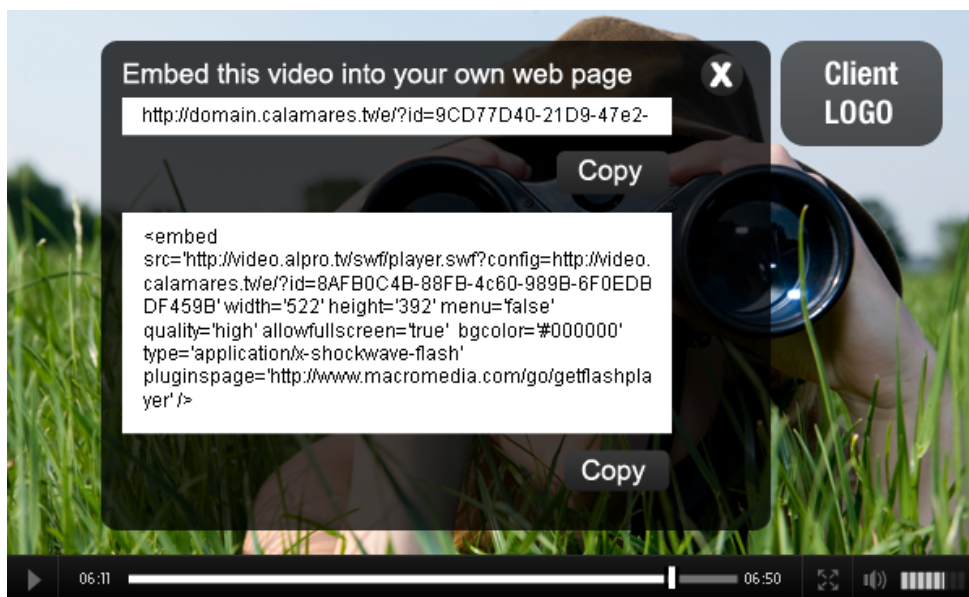 Embed this video into your own web page
X
Client
LOGO
http://domain.calamares.tv/e/?id=9CD77D40-21D9-47e2-
Copy
<embed
src='http://video.alpro.tv/swf/player.swf?config=http://video.
calamares.tv/e/?id=8AFB0C4B-88FB-4c60-989B-6F0EDB
DF459B' width='522' height='392' menu='false'
quality='high' allowfullscreen='true'  bgcolor='#000000'
type='application/x-shockwave-flash'
pluginspage='http://www.macromedia.com/go/getflashpla
yer' />
Copy
06:11
06:50